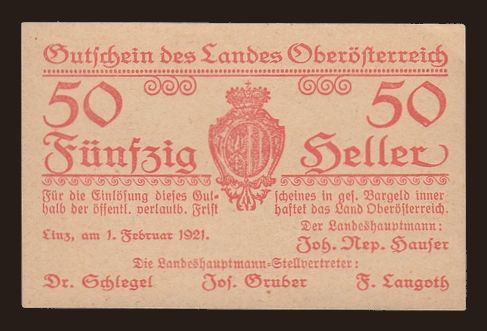 Gutschein des Landes Oberösterreich
50 50
Fünfzig Heller
Für die Einlösung dieses Gut= scheines in ges. Bargeld inner
halb der öffentl. verlautb. Frist haftet das Land Oberösterreich.
Linz, am 1. Februar 1921. Der Landeshauptmann:
Joh. Nep. Hauser
Die Landeshauptmann=Stellvertreter:
Dr. Schlegel Jos. Gruber F. Langoth